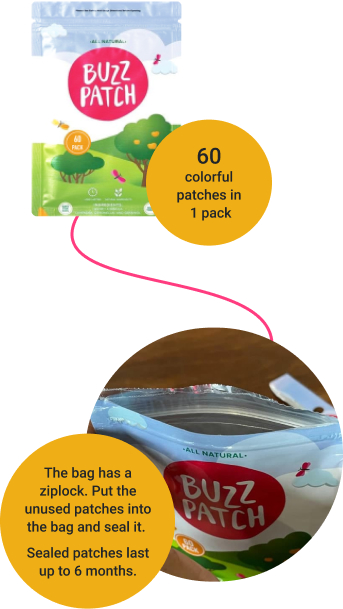 •ALL NATURAL•
BUZZ
PATCH
60
PACK
60
colorful
patches in
1 pack
•ALL NATURAL•
BUZZ
PATCH
60
The bag has a
ziplock. Put the
unused patches into
the bag and seal it.
Sealed patches last
up to 6 months.